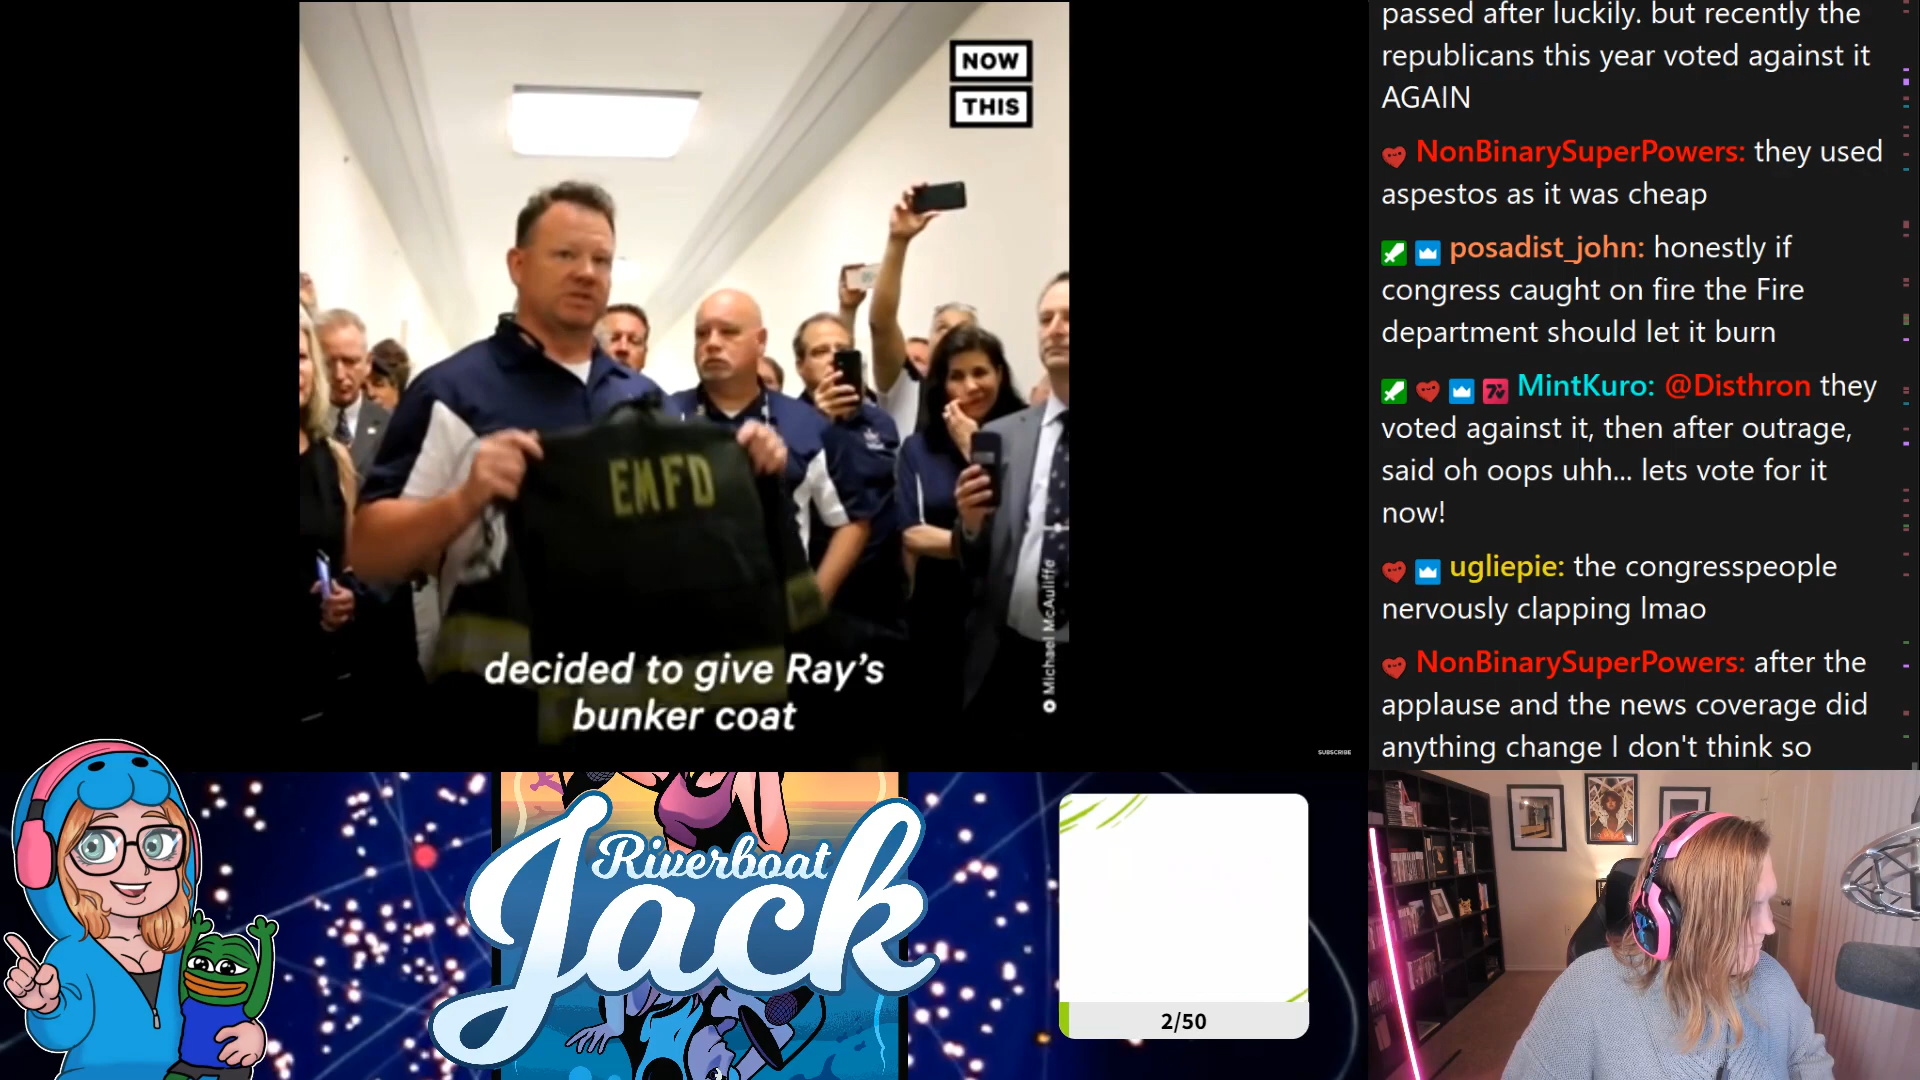 NOW
THIS
EMFD
decided to give Ray's
bunker coat
Michael McAuliffe
SUBSCRIBE
passed after luckily. but recently the
republicans this year voted against it
AGAIN
NonBinarySuperPowers: they used
aspestos as it was cheap
posadist_john: honestly if
congress caught on fire the Fire
department should let it burn
MintKuro: @Disthron they
voted against it, then after outrage,
said oh oops uhh... lets vote for it
now!
ugliepie: the congresspeople
nervously clapping lmao
NonBinarySuperPowers: after the
applause and the news coverage did
anything change I don't think so
Riverboat
Jack
2/50